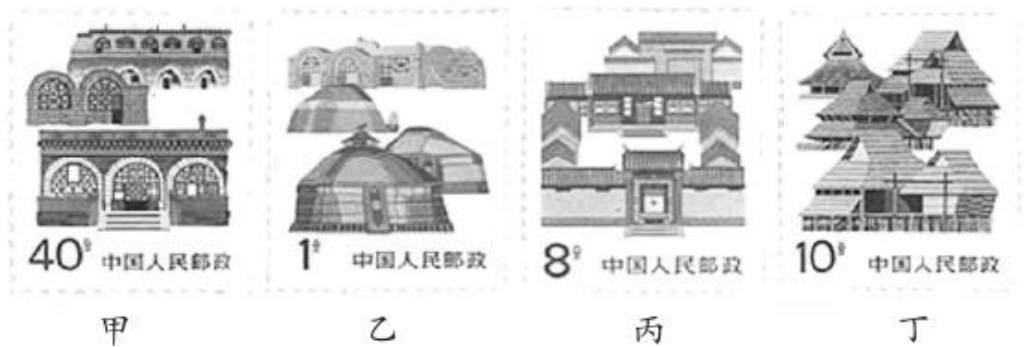 40分 中国人民邮政
1分 中国人民邮政
8分 中国人民邮政
10分 中国人民邮政
甲
乙
丙
丁